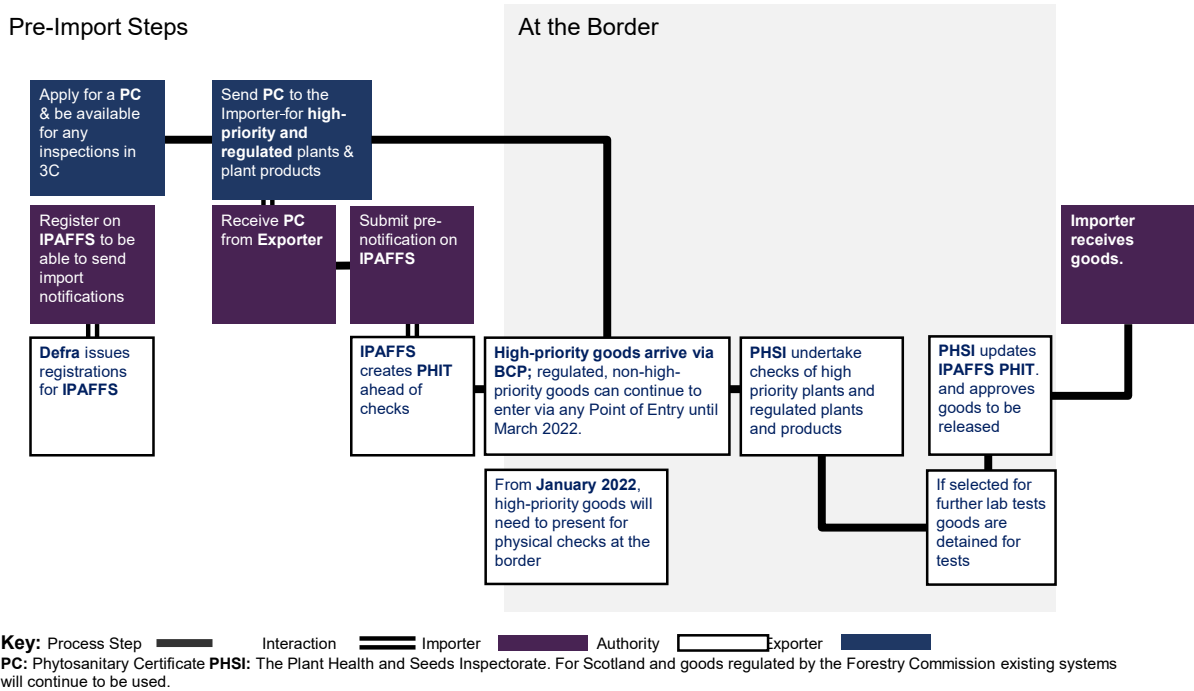 Pre-Import Steps
At the Border
Apply for a PC
& be available
for any
inspections in
3C
Send PC to the
Importer-for high-
priority and
regulated plants &
plant products
Register on
IPAFFS to be
able to send
import
notifications
Receive PC
from Exporter
Submit pre-
notification on
IPAFFS
Importer
receives
goods.
Defra issues
registrations
for IPAFFS
IPAFFS
creates PHIT
ahead of
checks
High-priority goods arrive via
BCP; regulated, non-high-
priority goods can continue to
enter via any Point of Entry until
March 2022.
PHSI undertake
checks of high
priority plants and
regulated plants
and products
PHSI updates
IPAFFS PHIT.
and approves
goods to be
released
From January 2022,
high-priority goods will
need to present for
physical checks at the
border
If selected for
further lab tests
goods are
detained for
tests
Key: Process Step Interaction Importer Authority Exporter
PC: Phytosanitary Certificate PHSI: The Plant Health and Seeds Inspectorate. For Scotland and goods regulated by the Forestry Commission existing systems
will continue to be used.